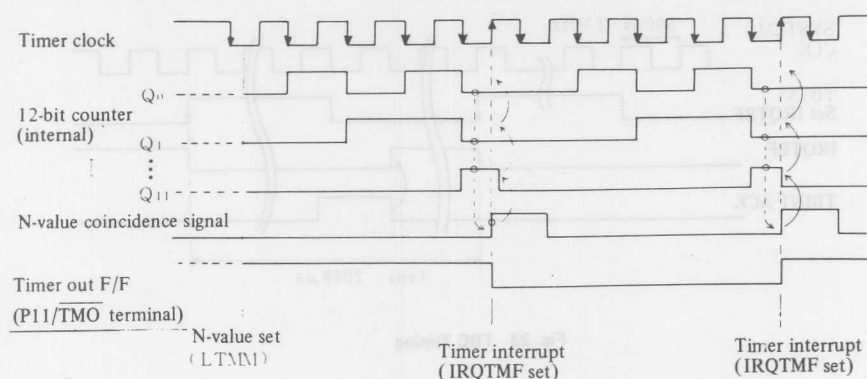 Timer clock
Q0
12-bit counter
(internal)
Q1
Q11
N-value coincidence signal
Timer out F/F
(P11/TMO terminal)
N-value set
(LTMM)
Timer interrupt
(IRQTMF set)
Timer interrupt
(IRQTMF set)